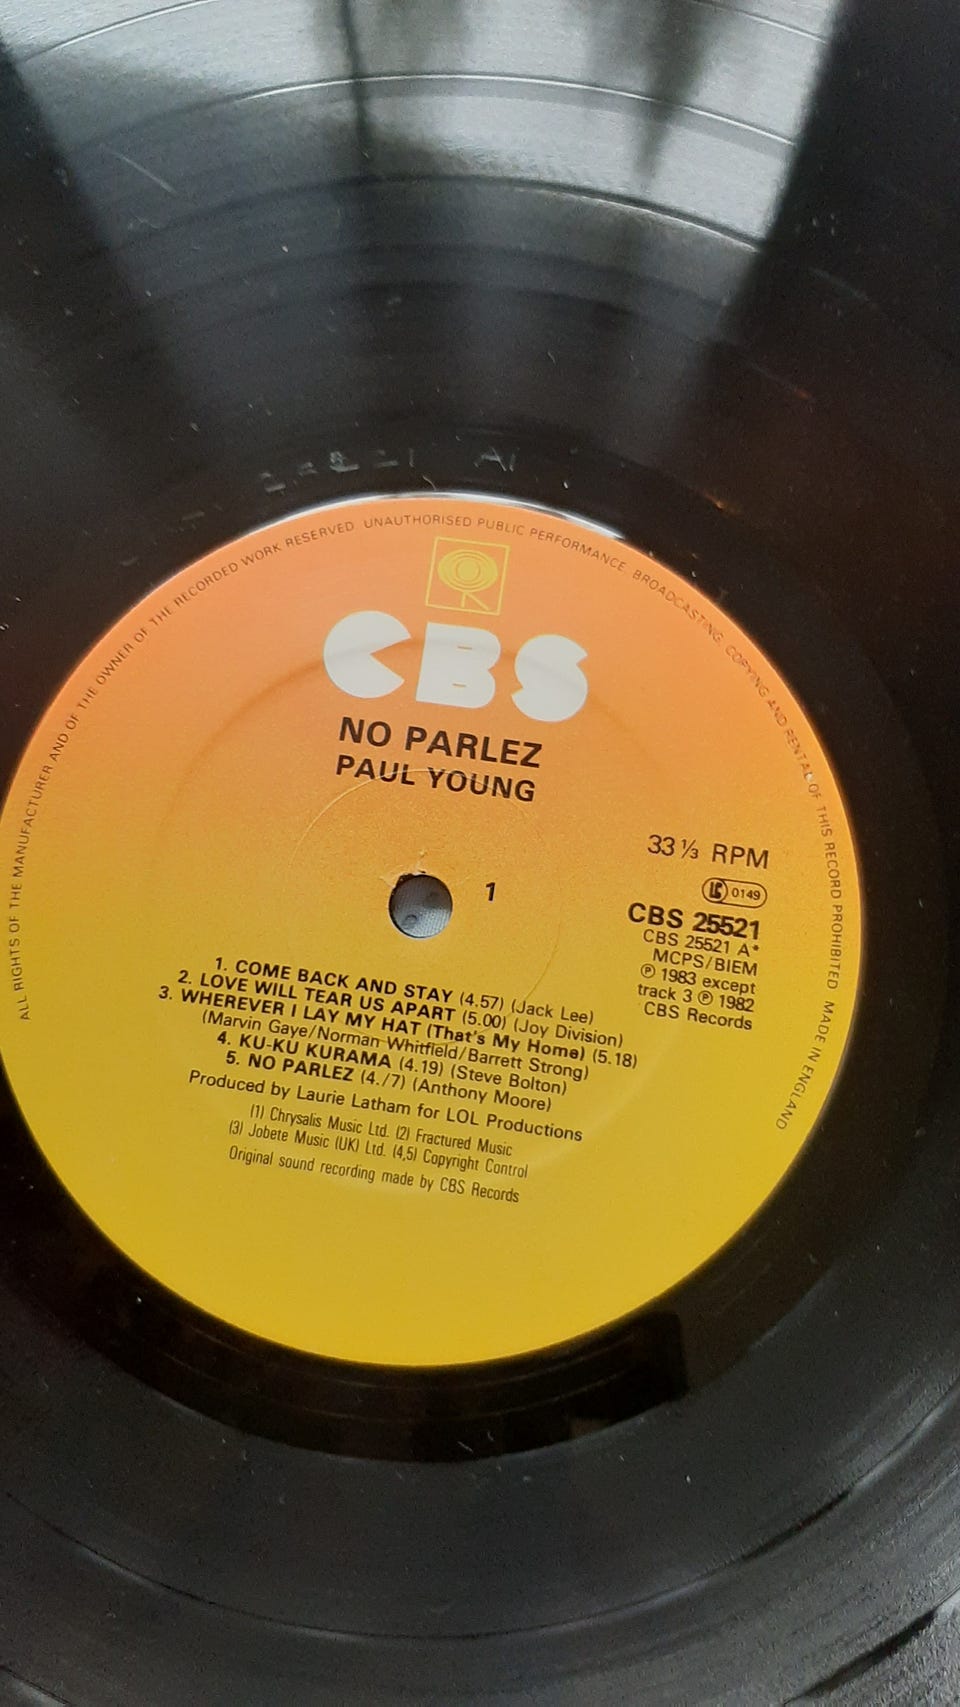 ALL RIGHTS OF THE MANUFACTURER AND OF THE OWNER OF THE RECORDED WORK RESERVED UNAUTHORISED PUBLIC PERFORMANCE, BROADCASTING, COPYING AND RENTAL OF THIS RECORD PROHIBITED MADE IN ENGLAND
CBS
NO PARLEZ
PAUL YOUNG
33⅓ RPM
LC 0149
1
CBS 25521
CBS 25521 A*
MCPS/BIEM
℗ 1983 except
track 3 ℗ 1982
CBS Records
1. COME BACK AND STAY (4.57) (Jack Lee)
2. LOVE WILL TEAR US APART (5.00) (Joy Division)
3. WHEREVER I LAY MY HAT (That's My Home) (5.18)
(Marvin Gaye/Norman Whitfield/Barrett Strong)
4. KU-KU KURAMA (4.19) (Steve Bolton)
5. NO PARLEZ (4./7) (Anthony Moore)
Produced by Laurie Latham for LOL Productions
(1) Chrysalis Music Ltd. (2) Fractured Music
(3) Jobete Music (UK) Ltd. (4,5) Copyright Control
Original sound recording made by CBS Records